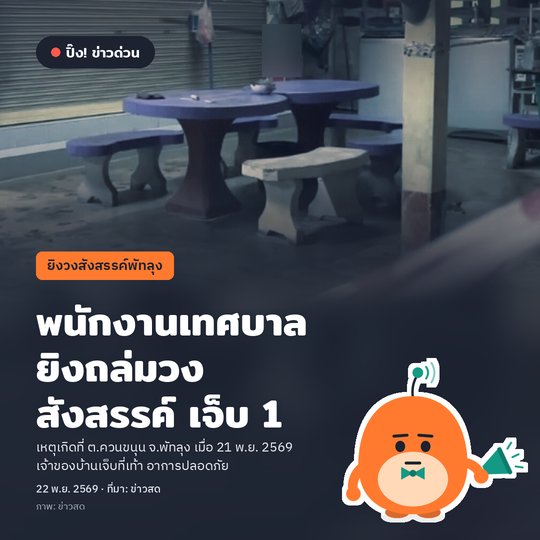 ปิ๊ง! ข่าวด่วน
ยิงวงสังสรรค์พัทลุง
พนักงานเทศบาล
ยิงถล่มวง
สังสรรค์ เจ็บ 1
เหตุเกิดที่ ต.ควนขนุน จ.พัทลุง เมื่อ 21 พ.ย. 2569
เจ้าของบ้านเจ็บที่เท้า อาการปลอดภัย
22 พ.ย. 2569 · ที่มา: ข่าวสด
ภาพ: ข่าวสด